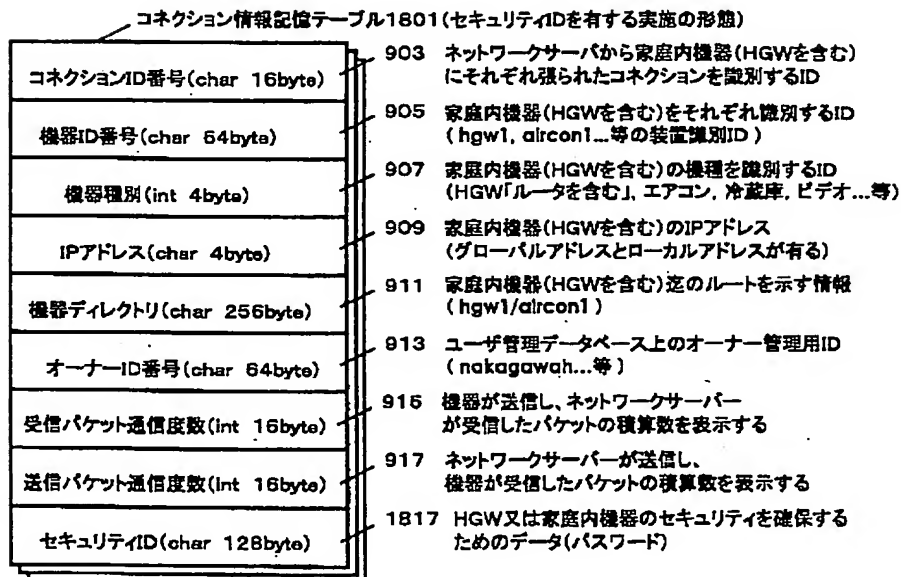 コネクション情報記憶テーブル1801(セキュリティIDを有する実施の形態)
コネクションID番号(char 16byte)
903 ネットワークサーバから家庭内機器(HGWを含む)
にそれぞれ張られたコネクションを識別するID
機器ID番号(char 64byte)
905 家庭内機器(HGWを含む)をそれぞれ識別するID
(hgw1, aircon1...等の装置識別ID)
機器種別(int 4byte)
907 家庭内機器(HGWを含む)の機種を識別するID
(HGW「ルータを含む」, エアコン, 冷蔵庫, ビデオ...等)
IPアドレス(char 4byte)
909 家庭内機器(HGWを含む)のIPアドレス
(グローバルアドレスとローカルアドレスが有る)
機器ディレクトリ(char 256byte)
911 家庭内機器(HGWを含む)迄のルートを示す情報
(hgw1/aircon1)
オーナーID番号(char 64byte)
913 ユーザ管理データベース上のオーナー管理用ID
(nakagawah...等)
受信パケット通信度数(int 16byte)
915 機器が送信し、ネットワークサーバー
が受信したパケットの積算数を表示する
送信パケット通信度数(int 16byte)
917 ネットワークサーバーが送信し、
機器が受信したパケットの積算数を表示する
セキュリティID(char 128byte)
1817 HGW又は家庭内機器のセキュリティを確保する
ためのデータ(パスワード)